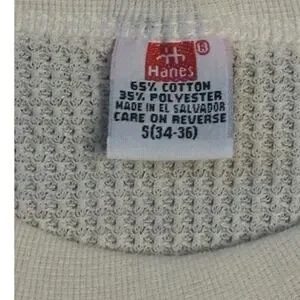 Hanes
65% COTTON
35% POLYESTER
MADE IN EL SALVADOR
CARE ON REVERSE
S(34-36)